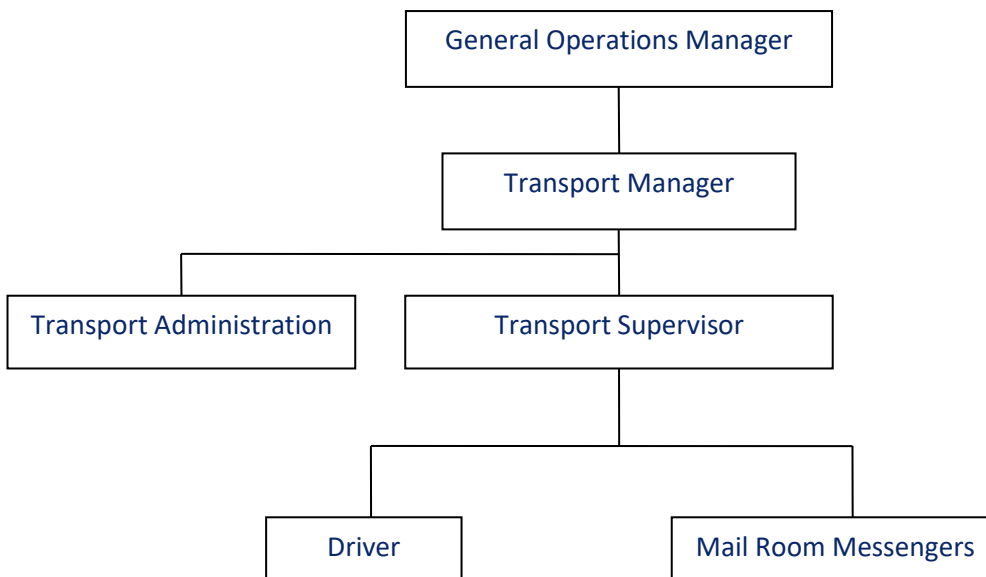 General Operations Manager
Transport Manager
Transport Administration
Transport Supervisor
Driver
Mail Room Messengers